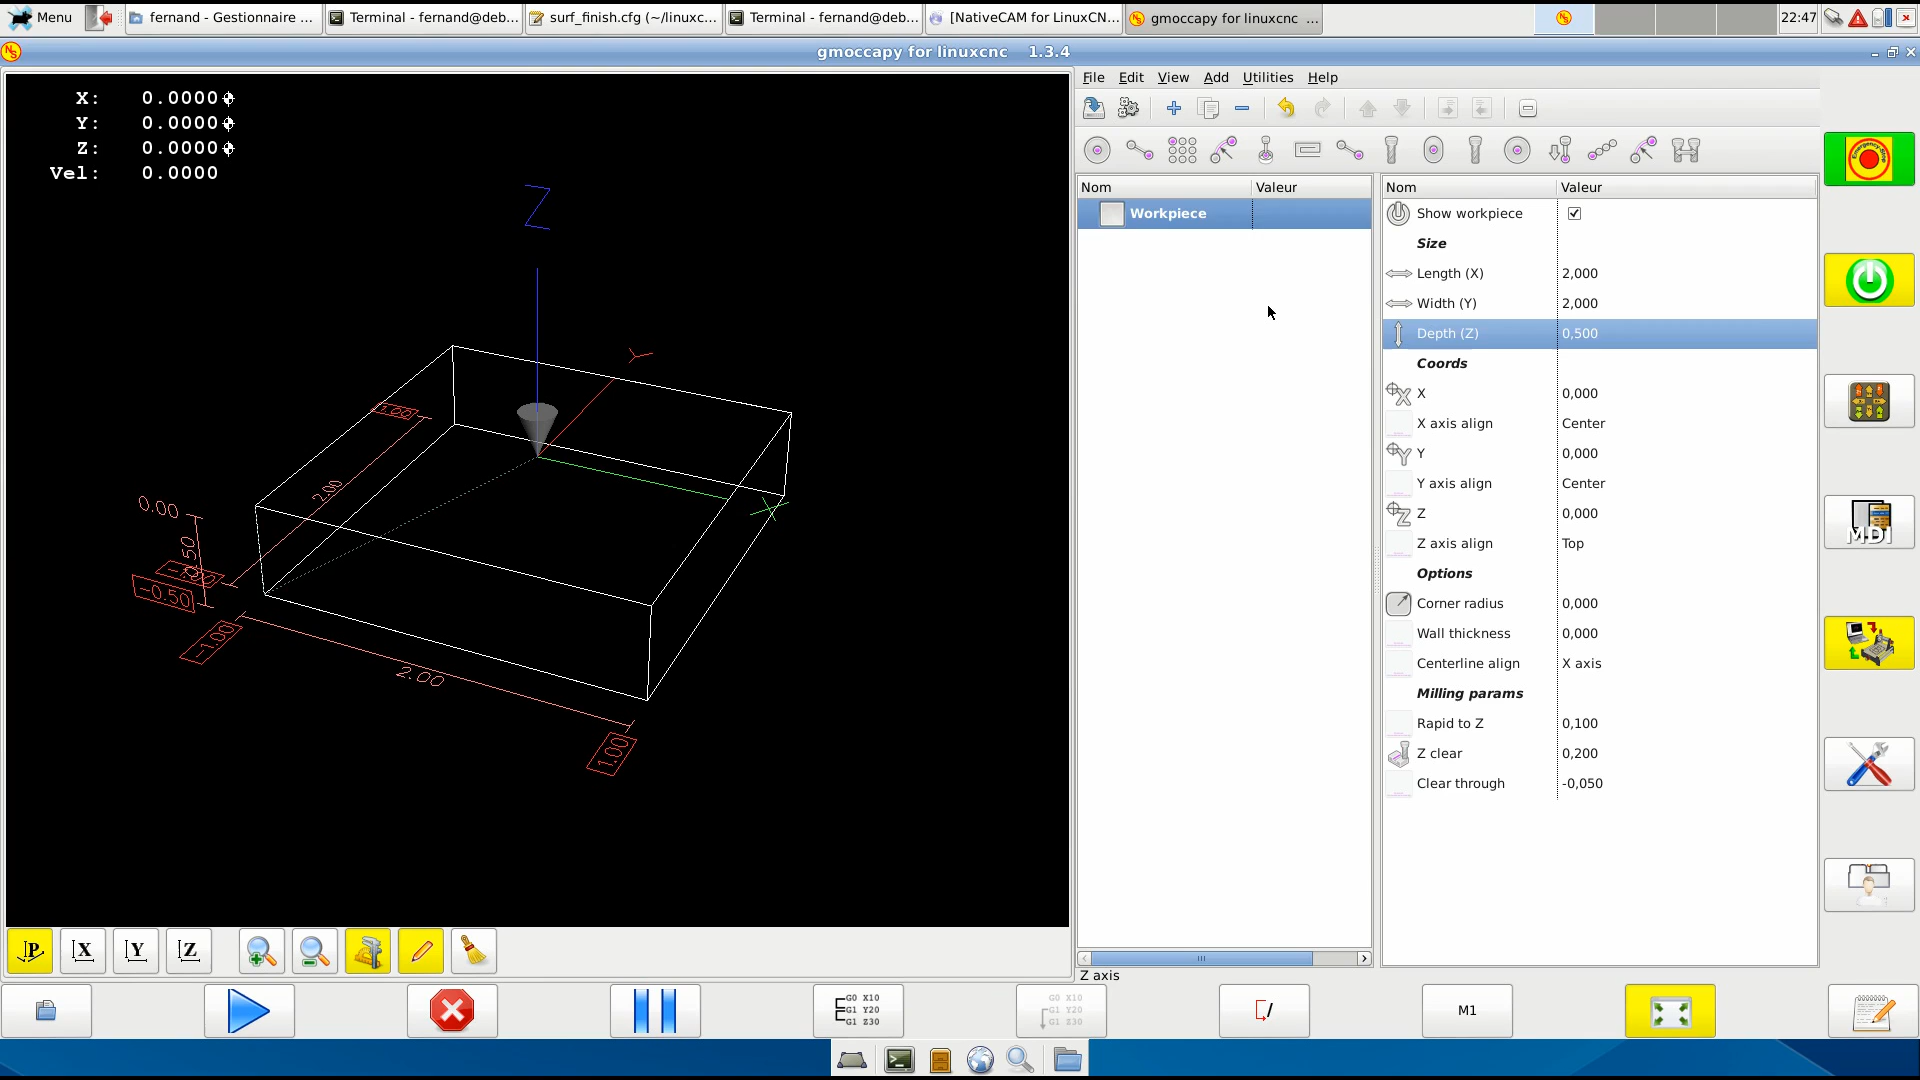 Menu
fernand - Gestionnaire ...
Terminal - fernand@deb...
surf_finish.cfg (~/linuxc...
Terminal - fernand@deb...
[NativeCAM for LinuxCN...
gmoccapy for linuxcnc ...
22:47
gmoccapy for linuxcnc 1.3.4
X: 0.0000
Y: 0.0000
Z: 0.0000
Vel: 0.0000
Z
Y
X
1.00
2.00
0.00
-0.50
-1.00
2.00
1.00
File Edit View Add Utilities Help
Nom Valeur
Workpiece
Nom Valeur
Show workpiece
Size
Length (X) 2,000
Width (Y) 2,000
Depth (Z) 0,500
Coords
X 0,000
X axis align Center
Y 0,000
Y axis align Center
Z 0,000
Z axis align Top
Options
Corner radius 0,000
Wall thickness 0,000
Centerline align X axis
Milling params
Rapid to Z 0,100
Z clear 0,200
Clear through -0,050
Z axis
MDI
P
X
Y
Z
G0 X10
G1 Y20
G1 Z30
G0 X10
G1 Y20
G1 Z30
M1